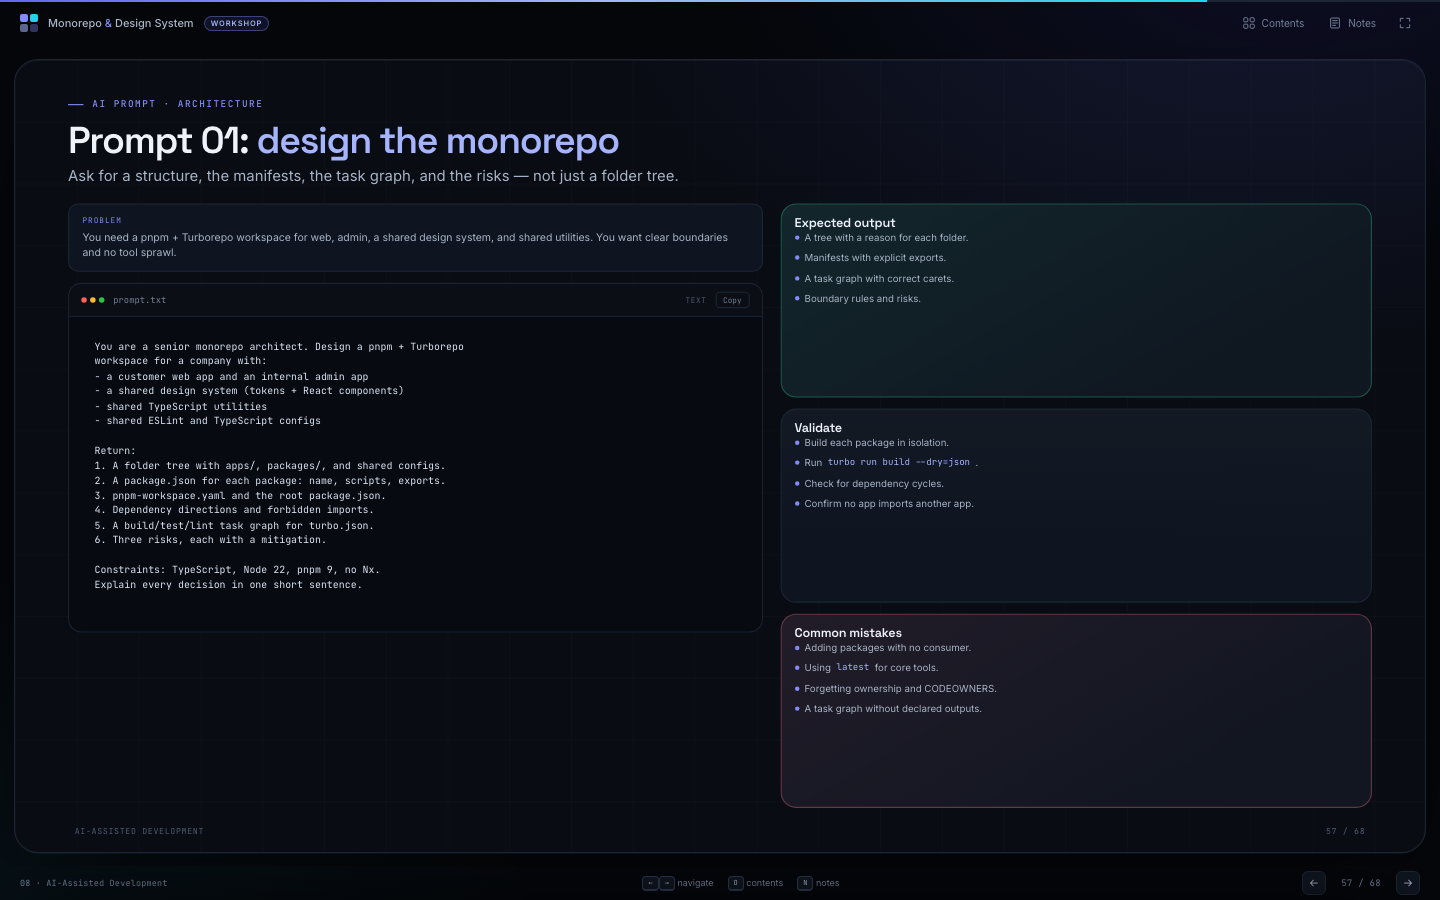 Monorepo & Design System
WORKSHOP
Contents
Notes
AI PROMPT · ARCHITECTURE
Prompt 01: design the monorepo
Ask for a structure, the manifests, the task graph, and the risks — not just a folder tree.
PROBLEM
You need a pnpm + Turborepo workspace for web, admin, a shared design system, and shared utilities. You want clear boundaries
and no tool sprawl.
prompt.txt
TEXT
Copy
You are a senior monorepo architect. Design a pnpm + Turborepo
workspace for a company with:
- a customer web app and an internal admin app
- a shared design system (tokens + React components)
- shared TypeScript utilities
- shared ESLint and TypeScript configs
Return:
1. A folder tree with apps/, packages/, and shared configs.
2. A package.json for each package: name, scripts, exports.
3. pnpm-workspace.yaml and the root package.json.
4. Dependency directions and forbidden imports.
5. A build/test/lint task graph for turbo.json.
6. Three risks, each with a mitigation.
Constraints: TypeScript, Node 22, pnpm 9, no Nx.
Explain every decision in one short sentence.
Expected output
A tree with a reason for each folder.
Manifests with explicit exports.
A task graph with correct carets.
Boundary rules and risks.
Validate
Build each package in isolation.
Run turbo run build --dry=json .
Check for dependency cycles.
Confirm no app imports another app.
Common mistakes
Adding packages with no consumer.
Using latest for core tools.
Forgetting ownership and CODEOWNERS.
A task graph without declared outputs.
AI-ASSISTED DEVELOPMENT
57 / 68
08 · AI-Assisted Development
← → navigate
O contents
N notes
← 57 / 68 →